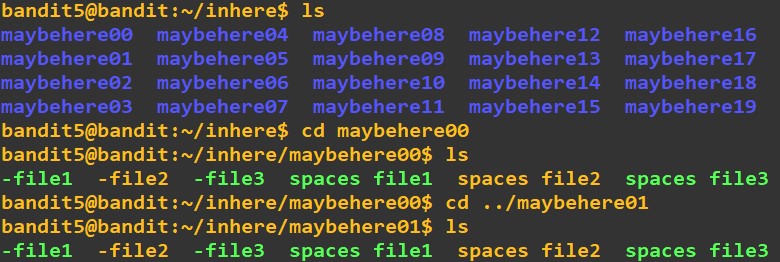 bandit5@bandit:~/inhere$ ls
maybehere00  maybehere04  maybehere08  maybehere12  maybehere16
maybehere01  maybehere05  maybehere09  maybehere13  maybehere17
maybehere02  maybehere06  maybehere10  maybehere14  maybehere18
maybehere03  maybehere07  maybehere11  maybehere15  maybehere19
bandit5@bandit:~/inhere$ cd maybehere00
bandit5@bandit:~/inhere/maybehere00$ ls
-file1  -file2  -file3  spaces file1  spaces file2  spaces file3
bandit5@bandit:~/inhere/maybehere00$ cd ../maybehere01
bandit5@bandit:~/inhere/maybehere01$ ls
-file1  -file2  -file3  spaces file1  spaces file2  spaces file3